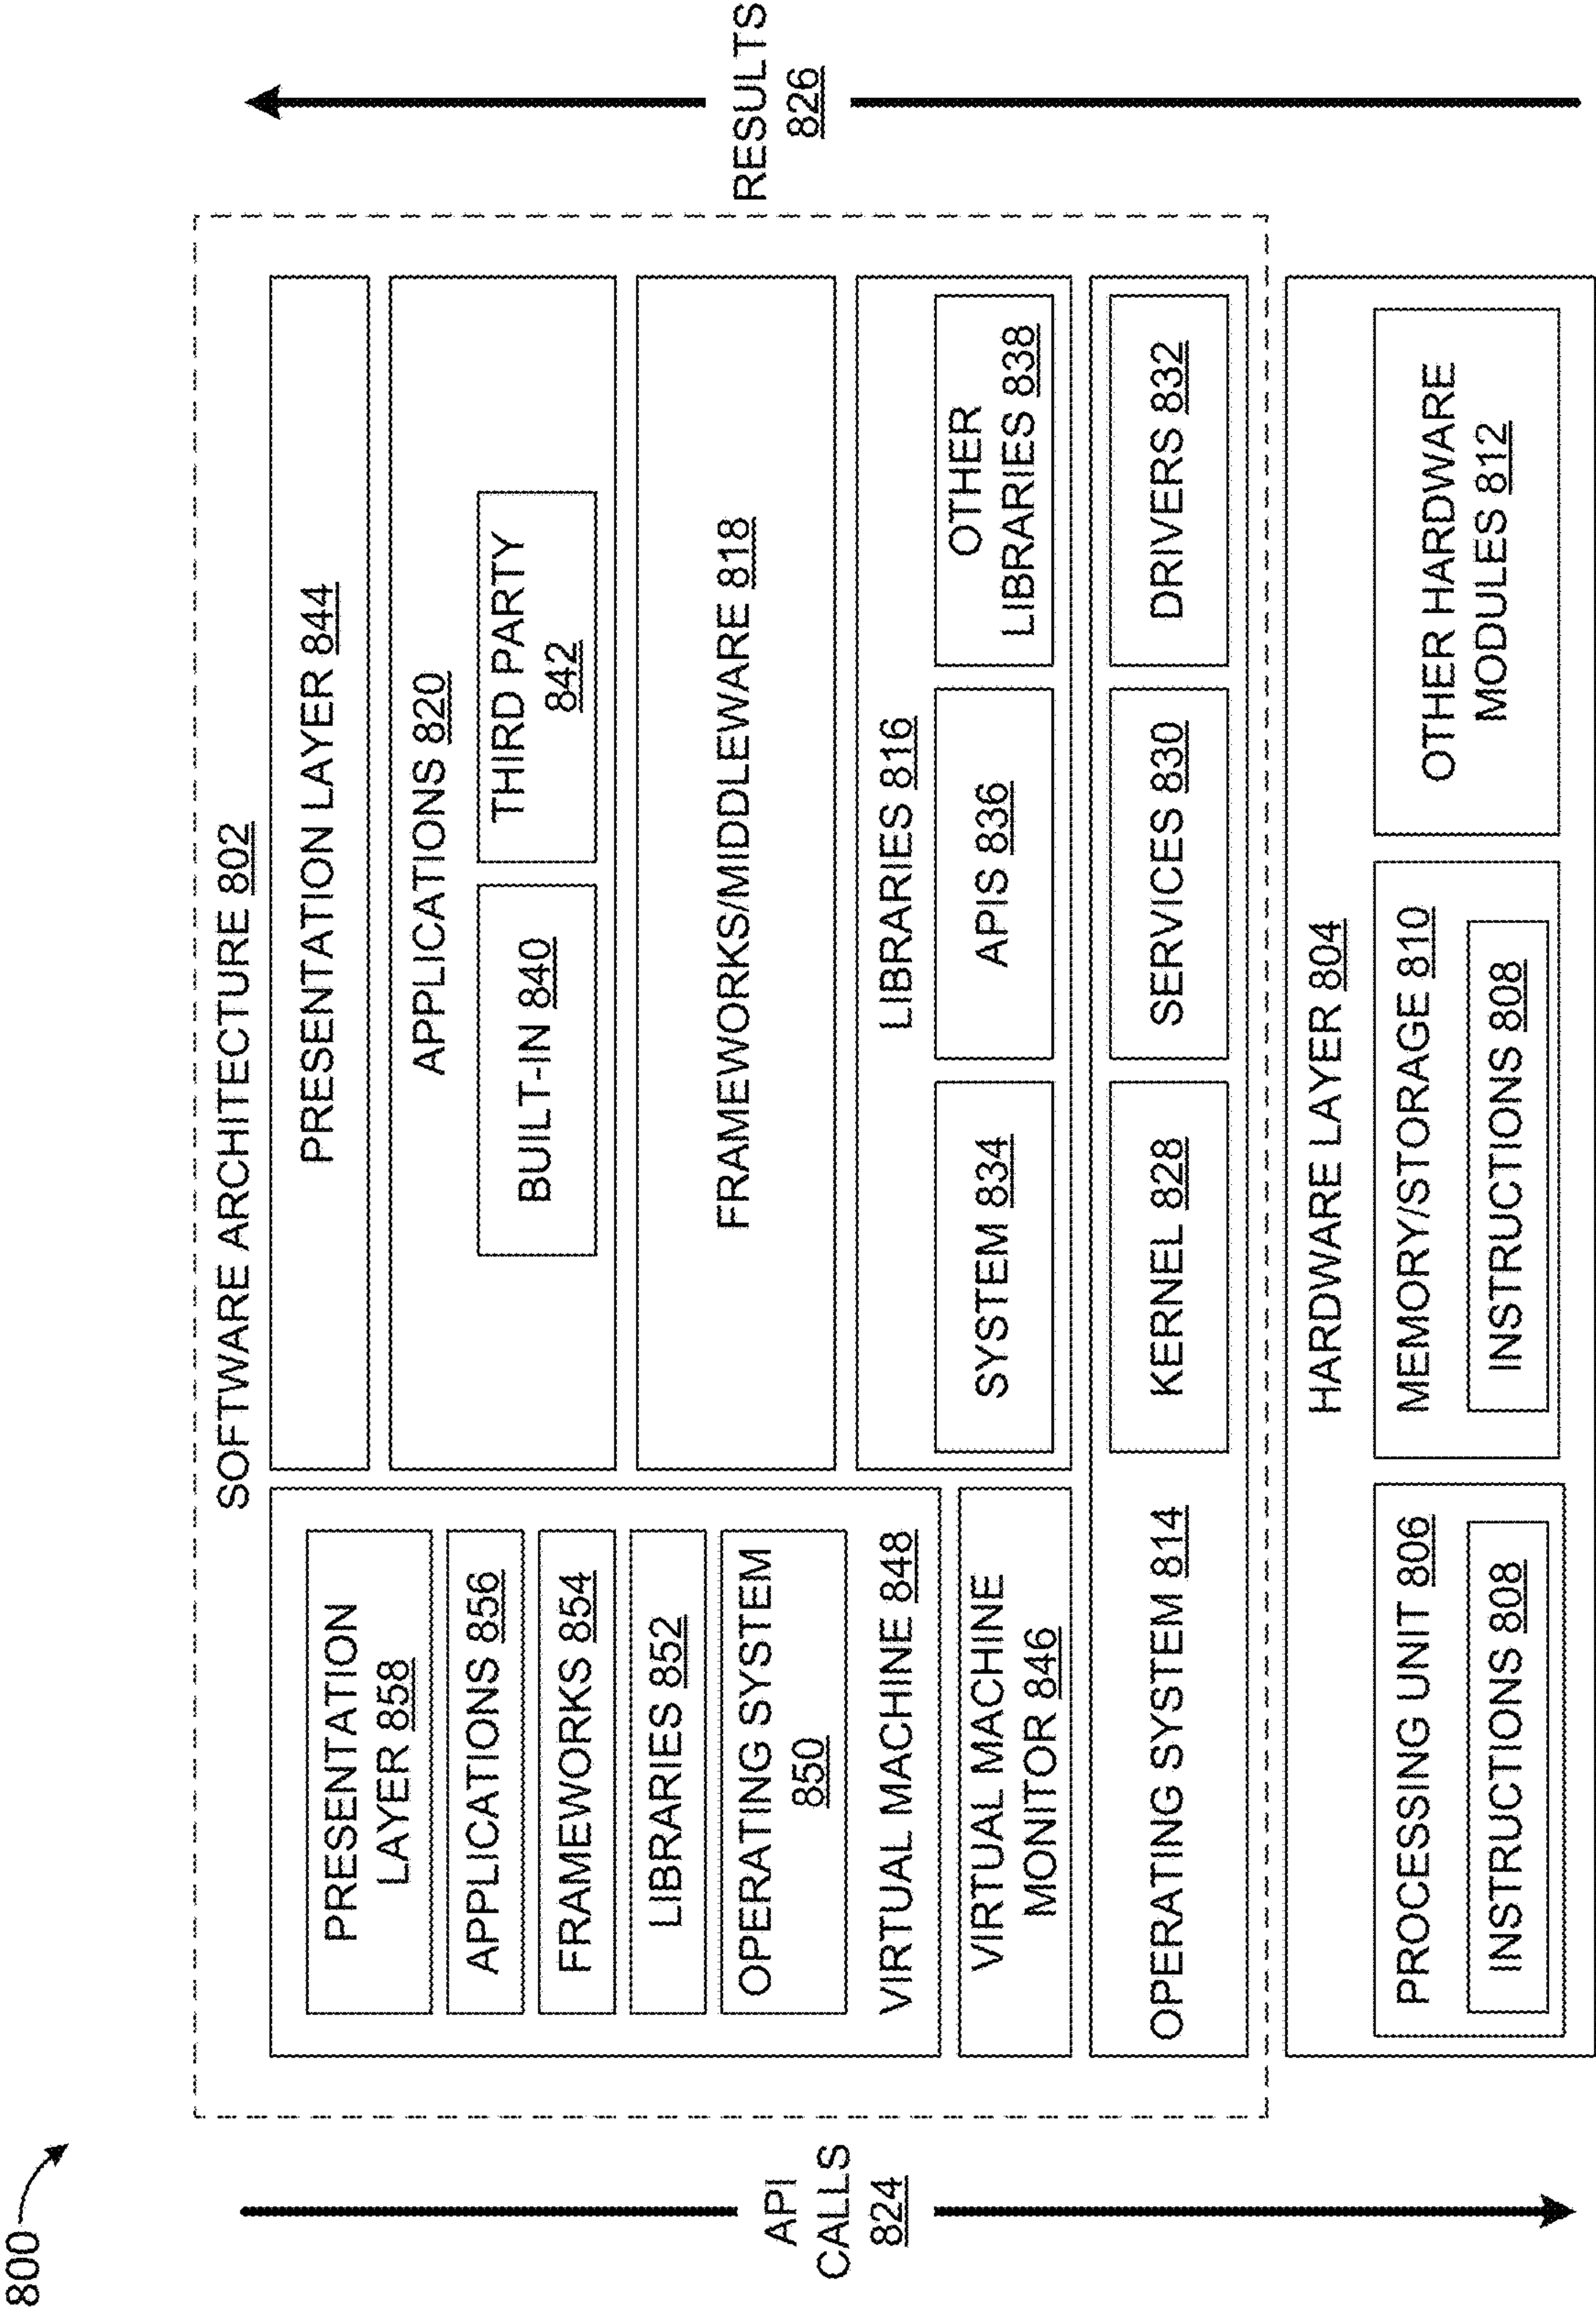 800
SOFTWARE ARCHITECTURE 802
PRESENTATION
LAYER 858
APPLICATIONS 856
FRAMEWORKS 854
LIBRARIES 852
OPERATING SYSTEM
850
VIRTUAL MACHINE 848
VIRTUAL MACHINE
MONITOR 846
PRESENTATION LAYER 844
APPLICATIONS 820
BUILT-IN 840
THIRD PARTY
842
FRAMEWORKS/MIDDLEWARE 818
LIBRARIES 816
SYSTEM 834
APIS 836
OTHER
LIBRARIES 838
OPERATING SYSTEM 814
KERNEL 828
SERVICES 830
DRIVERS 832
HARDWARE LAYER 804
PROCESSING UNIT 806
INSTRUCTIONS 808
MEMORY/STORAGE 810
INSTRUCTIONS 808
OTHER HARDWARE
MODULES 812
API
CALLS
824
RESULTS
826